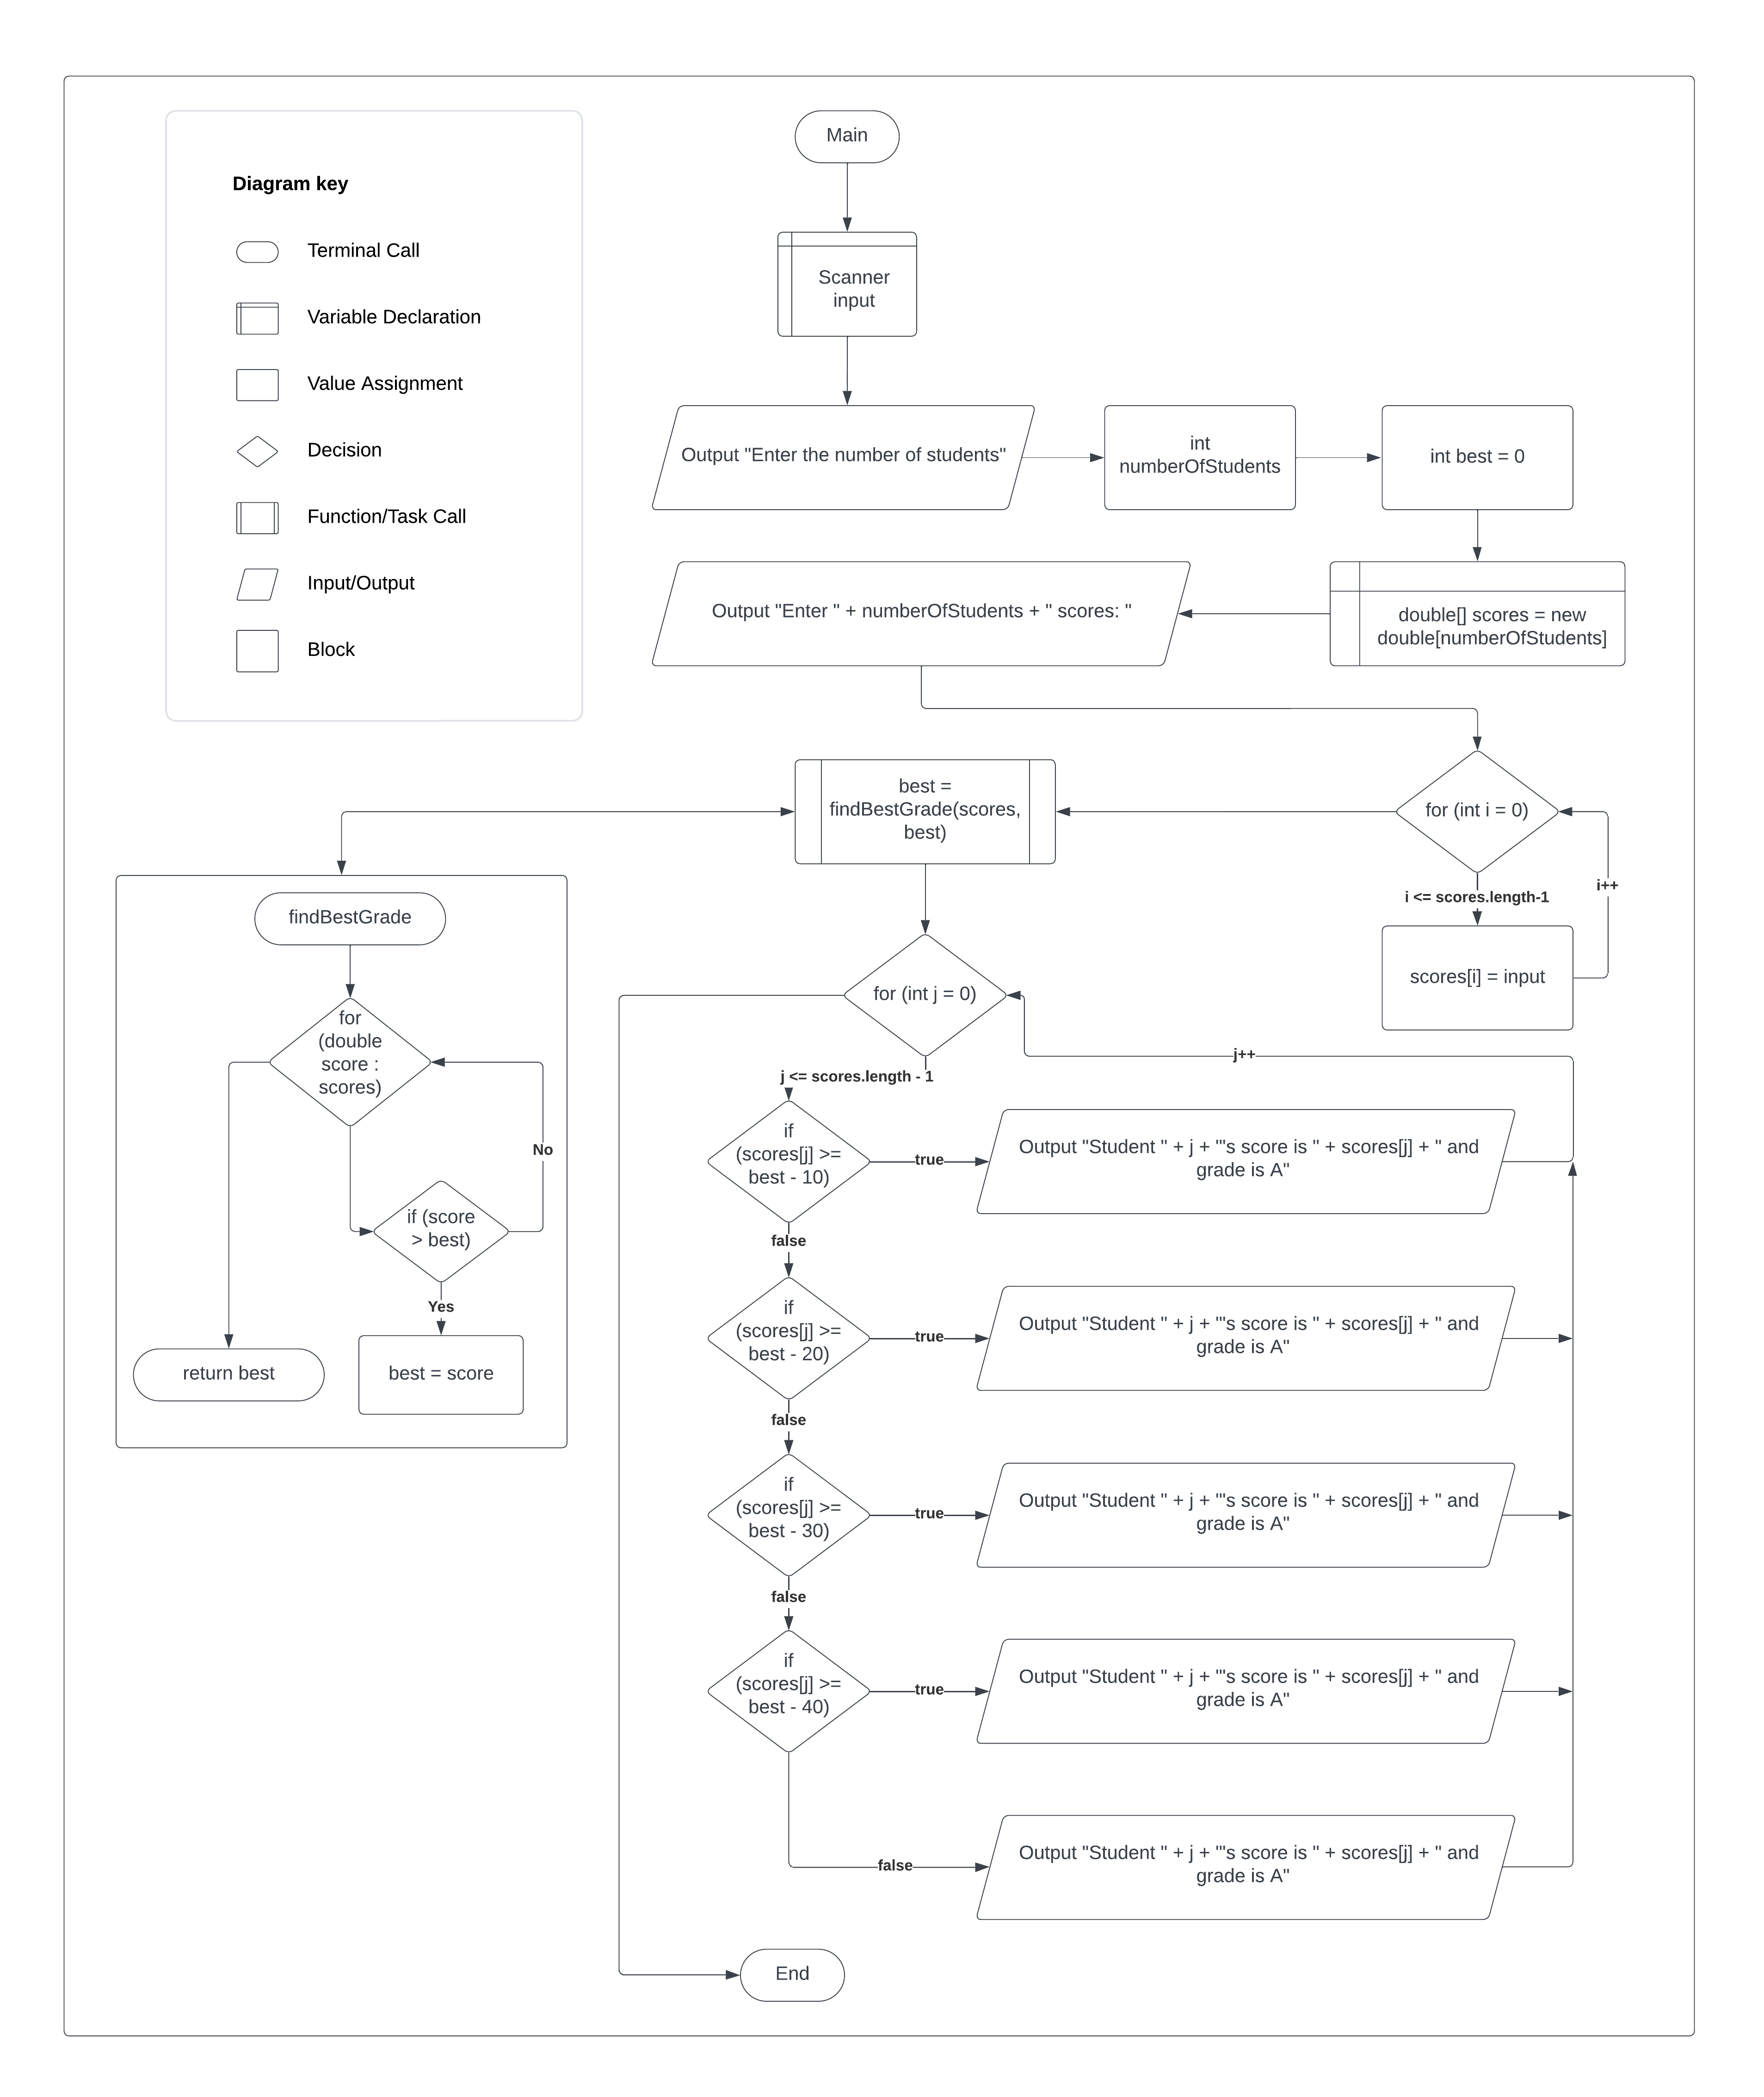 Diagram key
Terminal Call
Variable Declaration
Value Assignment
Decision
Function/Task Call
Input/Output
Block
Main
Scanner
input
Output "Enter the number of students"
int
numberOfStudents
int best = 0
double[] scores = new
double[numberOfStudents]
Output "Enter " + numberOfStudents + " scores: "
for (int i = 0)
i <= scores.length-1
i++
scores[i] = input
best =
findBestGrade(scores,
best)
findBestGrade
for
(double
score :
scores)
No
if (score
> best)
Yes
return best
best = score
for (int j = 0)
j++
j <= scores.length - 1
if
(scores[j] >=
best - 10)
true
Output "Student " + j + "'s score is " + scores[j] + " and
grade is A"
false
if
(scores[j] >=
best - 20)
true
Output "Student " + j + "'s score is " + scores[j] + " and
grade is A"
false
if
(scores[j] >=
best - 30)
true
Output "Student " + j + "'s score is " + scores[j] + " and
grade is A"
false
if
(scores[j] >=
best - 40)
true
Output "Student " + j + "'s score is " + scores[j] + " and
grade is A"
false
Output "Student " + j + "'s score is " + scores[j] + " and
grade is A"
End